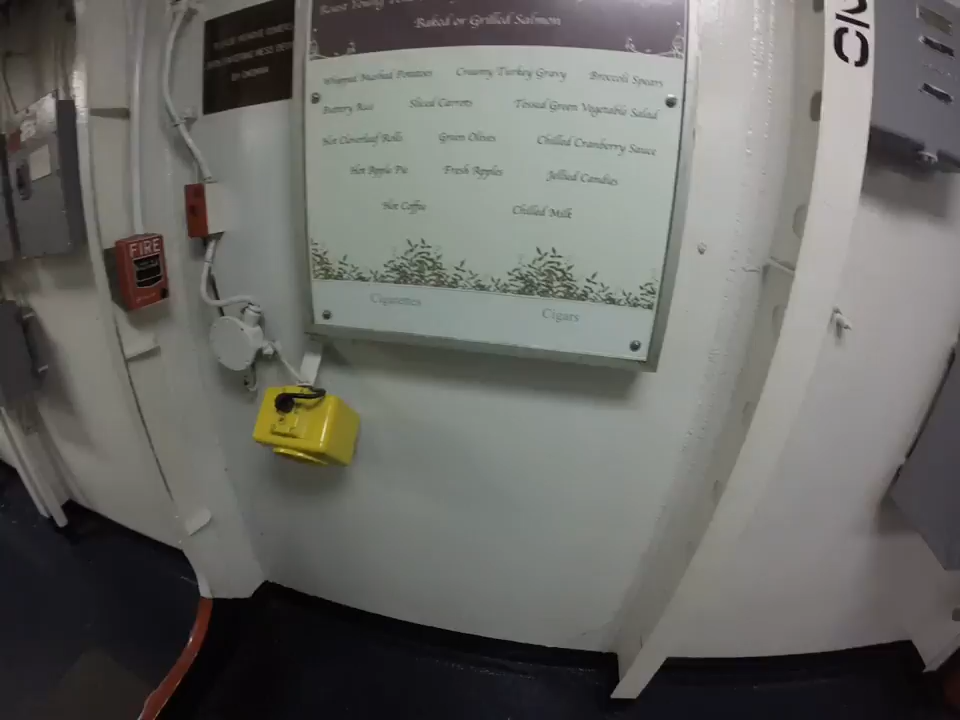 Roast Young
Baked or Grilled Salmon
Whipped Mashed Potatoes Creamy Turkey Gravy Broccoli Spears
Buttery Rice Sliced Carrots Tossed Green Vegetable Salad
Hot Cloverleaf Rolls Green Olives Chilled Cranberry Sauce
Hot Apple Pie Fresh Apples Jellied Candies
Hot Coffee Chilled Milk
Cigarettes Cigars
FIRE